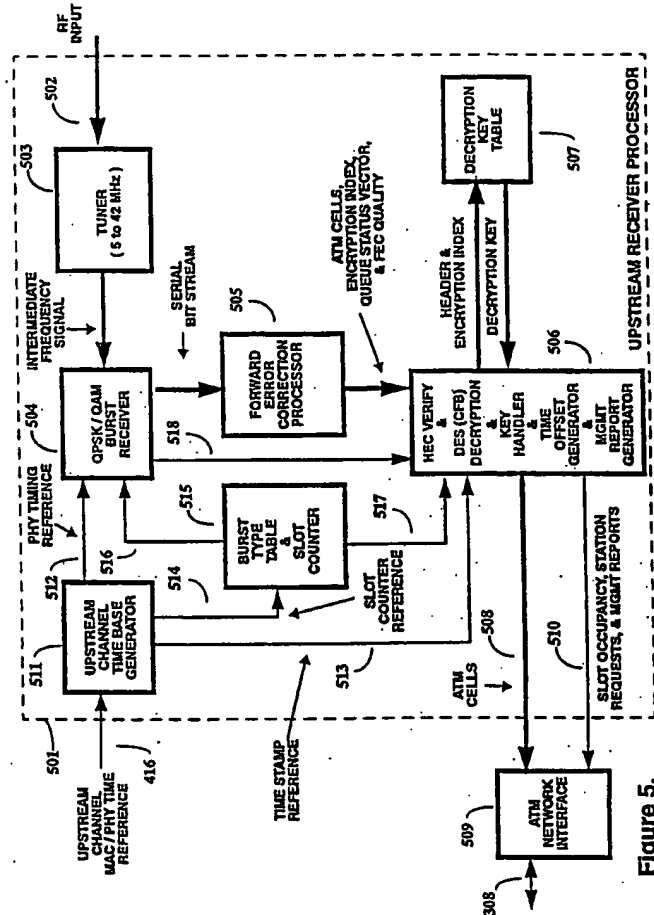 RF
INPUT
502
503
TUNER
( 5 to 42 MHz )
INTERMEDIATE
FREQUENCY
SIGNAL
504
QPSK / QAM
BURST
RECEIVER
PHY TIMING
REFERENCE
512
516
511
UPSTREAM
CHANNEL
TIME BASE
GENERATOR
501
UPSTREAM
CHANNEL
MAC / PHY TIME
REFERENCE
416
SERIAL
BIT STREAM
505
FORWARD
ERROR
CORRECTION
PROCESSOR
518
515
BURST
TYPE
TABLE
&
SLOT
COUNTER
514
517
SLOT
COUNTER
REFERENCE
513
TIME STAMP
REFERENCE
ATM CELLS,
ENCRYPTION INDEX,
QUEUE STATUS VECTOR,
& FEC QUALITY
DECRYPTION
KEY
TABLE
507
HEADER &
ENCRYPTION INDEX
DECRYPTION KEY
506
HEC VERIFY
&
DES (CFB)
DECRYPTION
&
KEY
HANDLER
&
TIME
OFFSET
GENERATOR
&
MGMT
REPORT
GENERATOR
UPSTREAM RECEIVER PROCESSOR
508
ATM
CELLS
510
SLOT OCCUPANCY, STATION
REQUESTS, & MGMT REPORTS
509
ATM
NETWORK
INTERFACE
308
Figure 5.